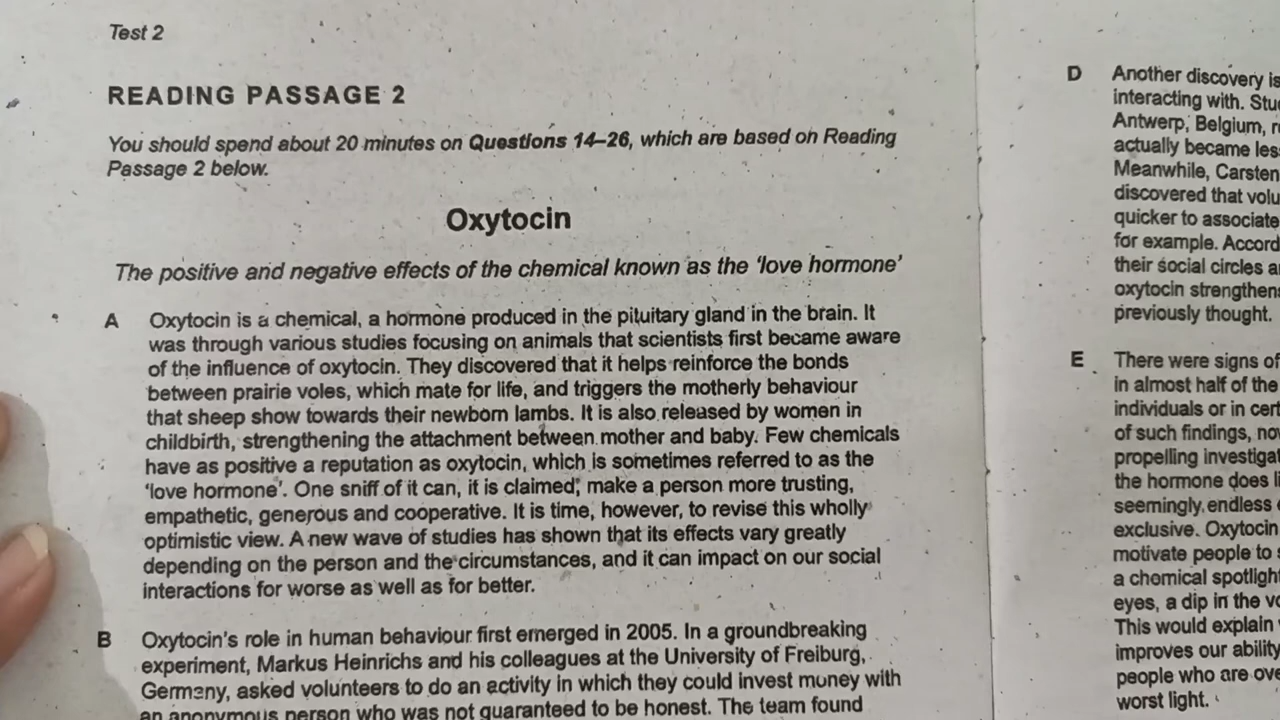 Test 2
READING PASSAGE 2
You should spend about 20 minutes on Questions 14–26, which are based on Reading
Passage 2 below.
Oxytocin
The positive and negative effects of the chemical known as the ‘love hormone’
A Oxytocin is a chemical, a hormone produced in the pituitary gland in the brain. It
was through various studies focusing on animals that scientists first became aware
of the influence of oxytocin. They discovered that it helps reinforce the bonds
between prairie voles, which mate for life, and triggers the motherly behaviour
that sheep show towards their newborn lambs. It is also released by women in
childbirth, strengthening the attachment between mother and baby. Few chemicals
have as positive a reputation as oxytocin, which is sometimes referred to as the
‘love hormone’. One sniff of it can, it is claimed, make a person more trusting,
empathetic, generous and cooperative. It is time, however, to revise this wholly
optimistic view. A new wave of studies has shown that its effects vary greatly
depending on the person and the circumstances, and it can impact on our social
interactions for worse as well as for better.
B Oxytocin's role in human behaviour first emerged in 2005. In a groundbreaking
experiment, Markus Heinrichs and his colleagues at the University of Freiburg,
Germany, asked volunteers to do an activity in which they could invest money with
an anonymous person who was not guaranteed to be honest. The team found
D Another discovery is
interacting with.
Antwerp, Belgium,
actually became
Meanwhile, Carsten
discovered that
quicker to associate
for example.
their social circles
oxytocin
previously thought.
E There were signs of
in almost half of the
individuals or in
of such findings,
propelling
the hormone does
seemingly endless
exclusive. Oxytocin
motivate people to
a chemical
eyes, a dip in the
This would explain
improves our ability
people who are
worst light.